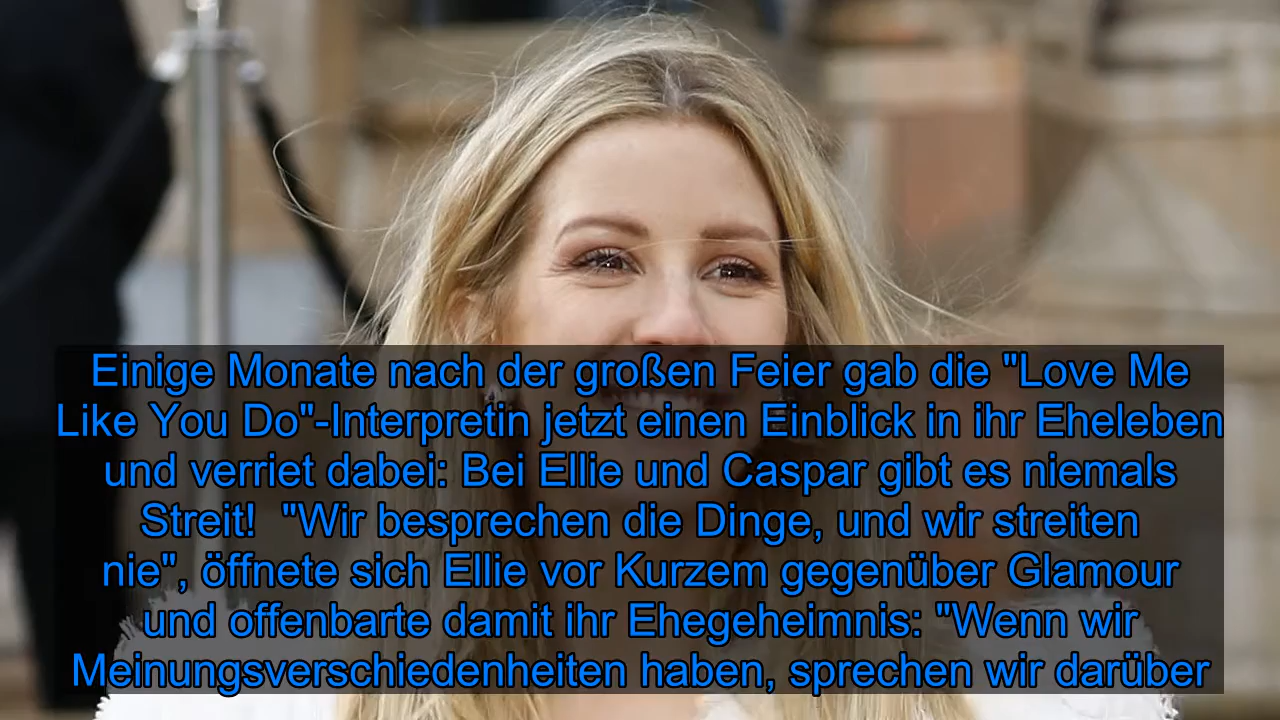 Einige Monate nach der großen Feier gab die "Love Me
Like You Do"-Interpretin jetzt einen Einblick in ihr Eheleben
und verriet dabei: Bei Ellie und Caspar gibt es niemals
Streit!  "Wir besprechen die Dinge, und wir streiten
nie", öffnete sich Ellie vor Kurzem gegenüber Glamour
und offenbarte damit ihr Ehegeheimnis: "Wenn wir
Meinungsverschiedenheiten haben, sprechen wir darüber